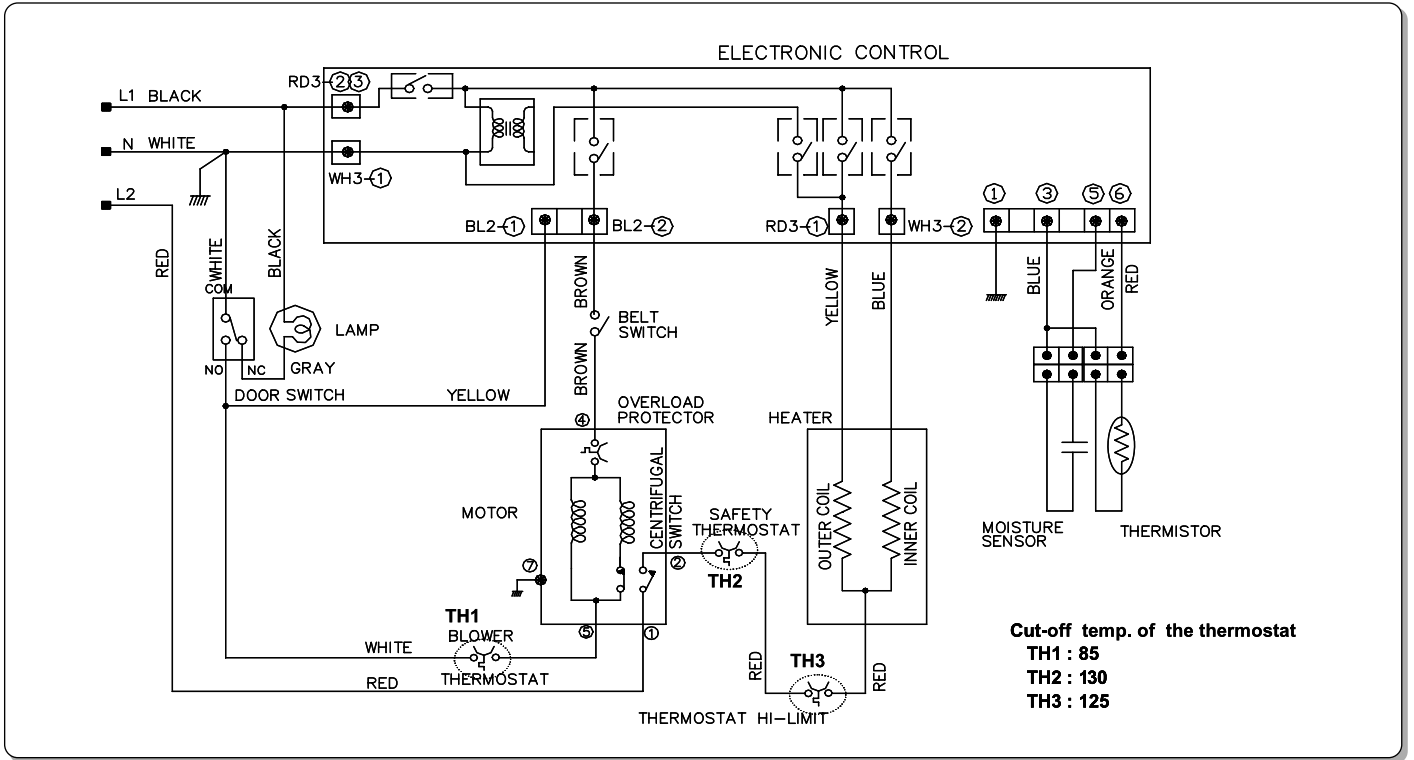 ELECTRONIC CONTROL
RD3-②③
L1 BLACK
N WHITE
WH3-①
L2
BL2-①
BL2-②
RD3-①
WH3-②
① ③ ⑤ ⑥
RED
WHITE
BLACK
BROWN
YELLOW
BLUE
BLUE
ORANGE
RED
COM
LAMP
BELT
SWITCH
NO
NC
GRAY
BROWN
DOOR SWITCH
YELLOW
④
OVERLOAD
PROTECTOR
HEATER
CENTRIFUGAL
SWITCH
MOTOR
SAFETY
THERMOSTAT
OUTER COIL
INNER COIL
MOISTURE
SENSOR
THERMISTOR
⑦
②
TH2
TH1
BLOWER
THERMOSTAT
⑤
①
WHITE
RED
RED
TH3
RED
THERMOSTAT HI-LIMIT
Cut-off temp. of the thermostat
TH1 : 85
TH2 : 130
TH3 : 125